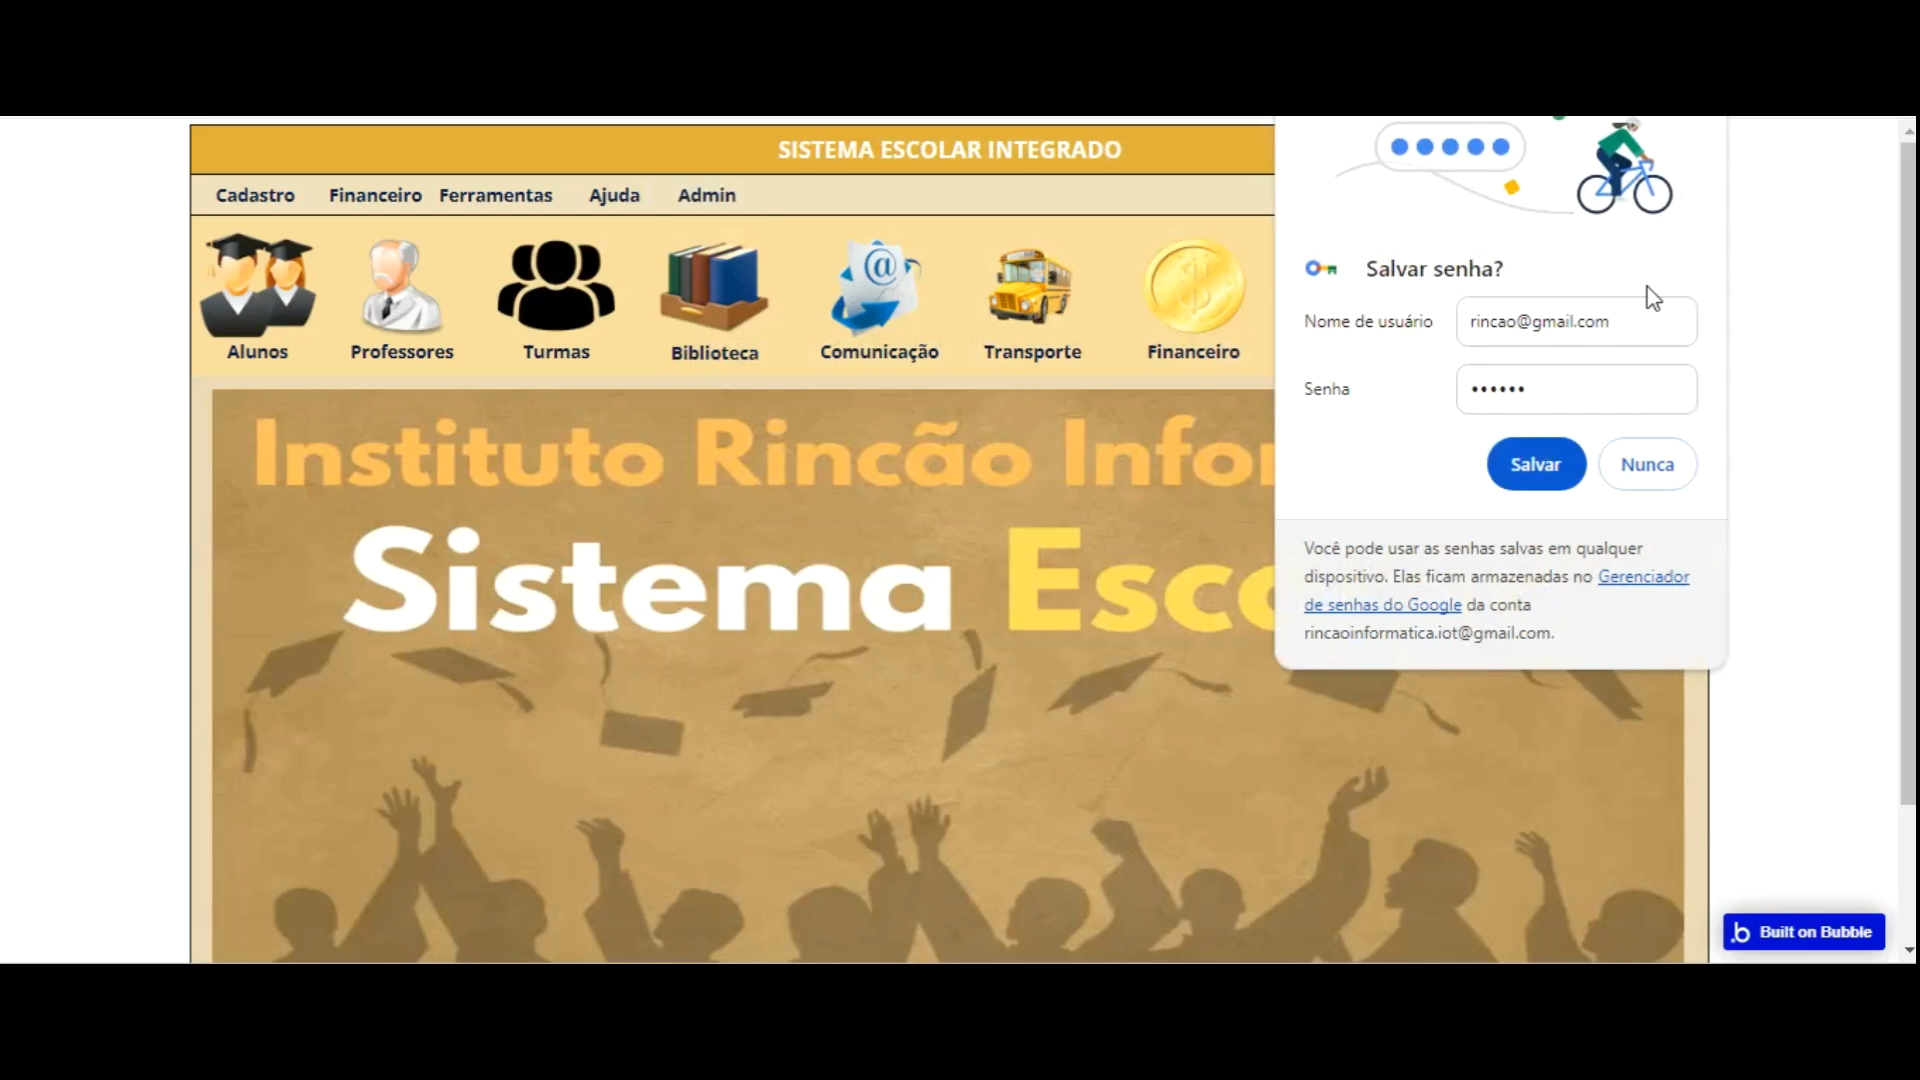 SISTEMA ESCOLAR INTEGRADO
Cadastro Financeiro Ferramentas Ajuda Admin
Alunos Professores Turmas Biblioteca Comunicação Transporte Financeiro
Instituto Rincão Infor
Sistema Esco
Salvar senha?
Nome de usuário rincao@gmail.com
Senha ••••••
Salvar Nunca
Você pode usar as senhas salvas em qualquer
dispositivo. Elas ficam armazenadas no Gerenciador
de senhas do Google da conta
rincaoinformatica.iot@gmail.com.
.b Built on Bubble